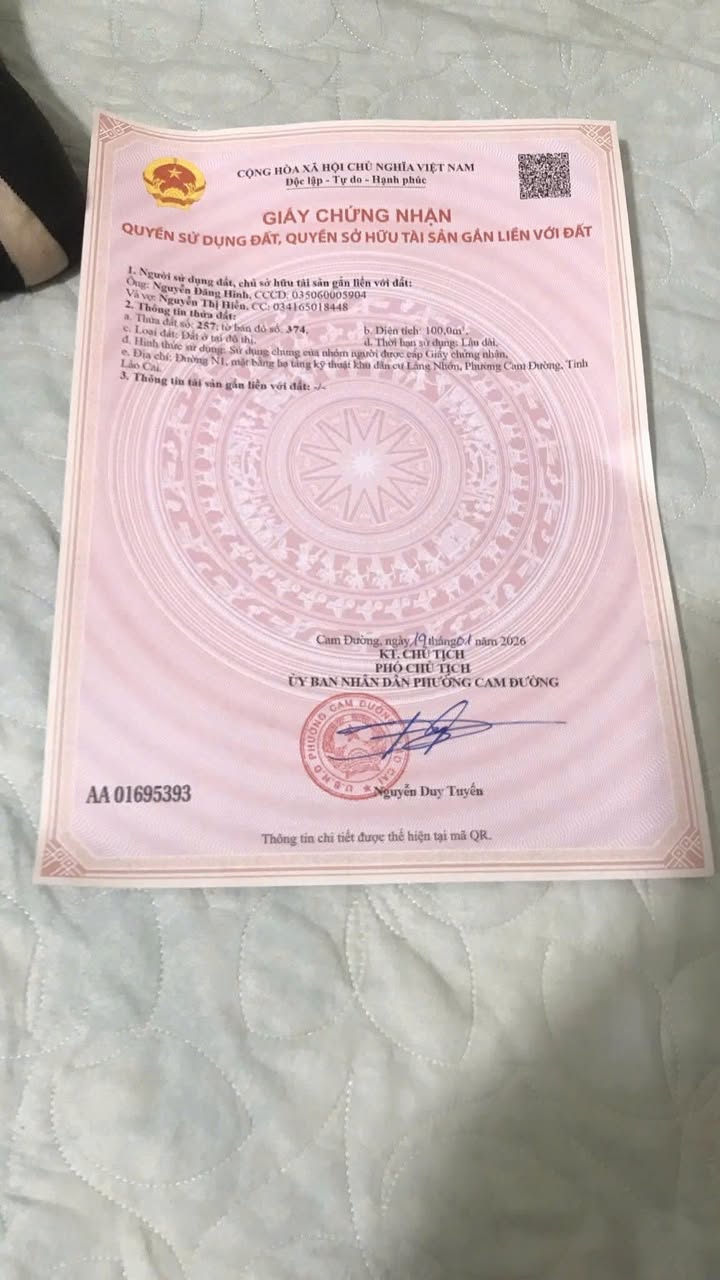 CỘNG HÒA XÃ HỘI CHỦ NGHĨA VIỆT NAM
Độc lập - Tự do - Hạnh phúc
GIẤY CHỨNG NHẬN
QUYỀN SỬ DỤNG ĐẤT, QUYỀN SỞ HỮU TÀI SẢN GẮN LIỀN VỚI ĐẤT
1. Người sử dụng đất, chủ sở hữu tài sản gắn liền với đất:
Ông: Nguyễn Đăng Hinh, CCCD: 035060005904
Và vợ: Nguyễn Thị Hiền, CC: 034165018448
2. Thông tin thửa đất:
a. Thửa đất số: 257; tờ bản đồ số: 374, b. Diện tích: 100,0m².
c. Loại đất: Đất ở tại đô thị. d. Thời hạn sử dụng: Lâu dài.
đ. Hình thức sử dụng: Sử dụng chung của nhóm người được cấp Giấy chứng nhận.
e. Địa chỉ: Đường N1, mặt bằng hạ tầng kỹ thuật khu dân cư Láng Nhớn, Phường Cam Đường, Tỉnh
Lào Cai.
3. Thông tin tài sản gắn liền với đất: -/-
Cam Đường, ngày 19 tháng 01 năm 2026
KT. CHỦ TỊCH
PHÓ CHỦ TỊCH
ỦY BAN NHÂN DÂN PHƯỜNG CAM ĐƯỜNG
U.B.N.D PHƯỜNG CAM ĐƯỜNG
Nguyễn Duy Tuyến
AA 01695393
Thông tin chi tiết được thể hiện tại mã QR.